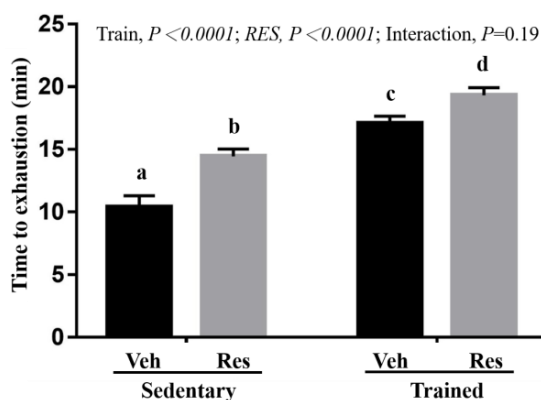 Train, P <0.0001; RES, P <0.0001; Interaction, P=0.19
Time to exhaustion (min)
25
20
15
10
5
0
a
b
c
d
Veh
Res
Veh
Res
Sedentary
Trained